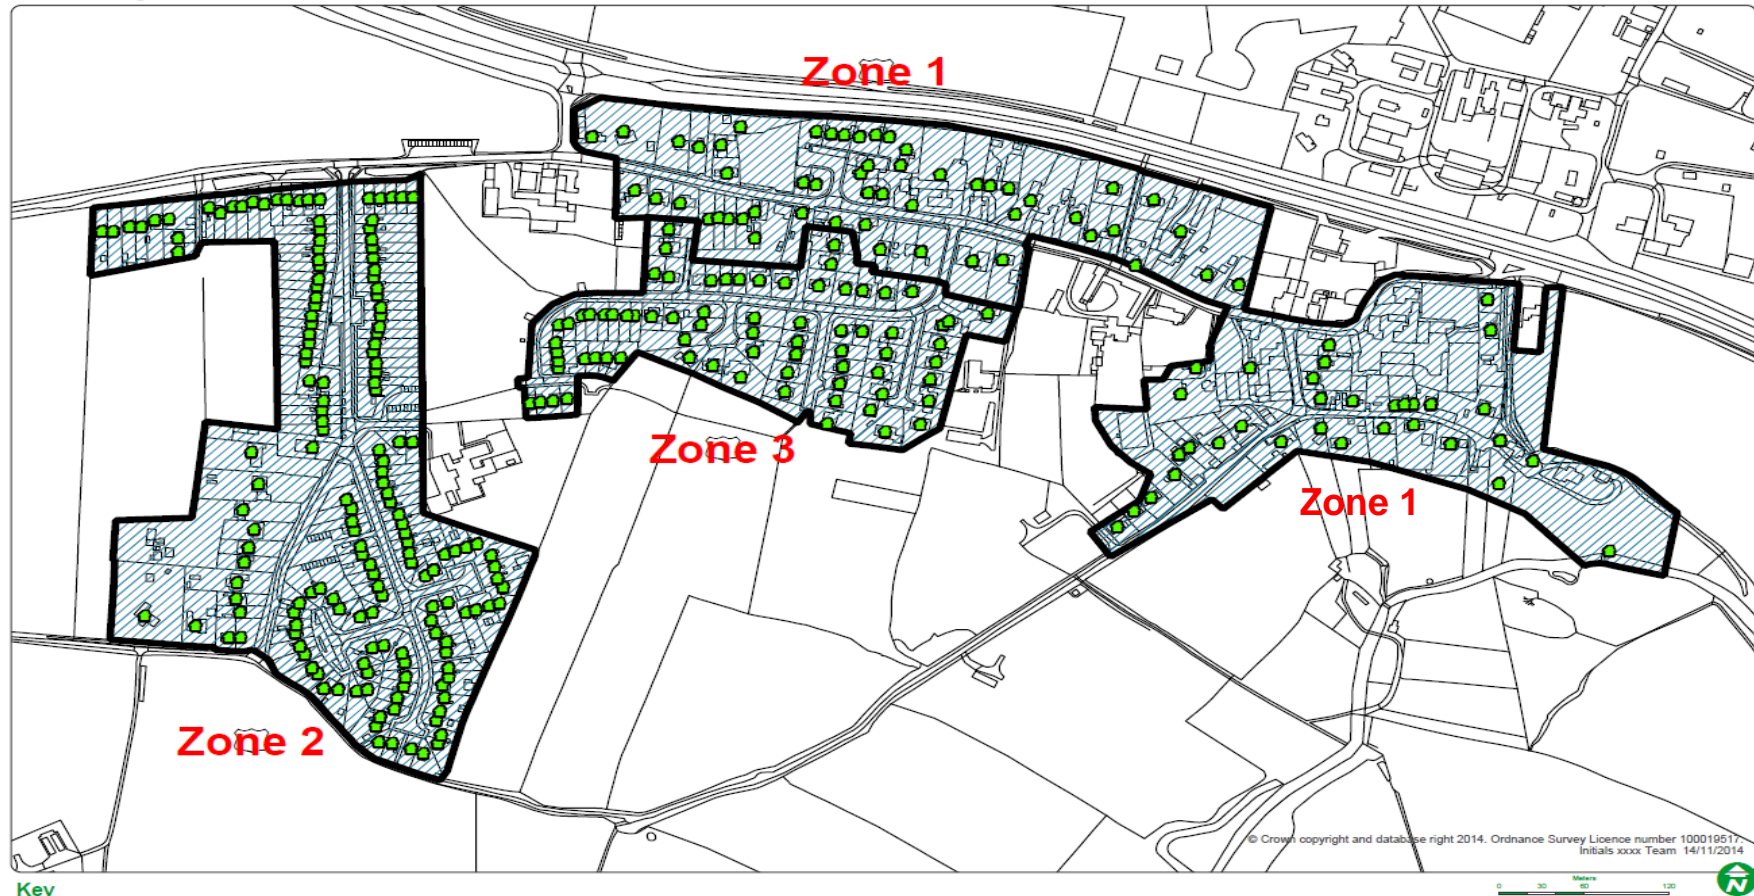 Zone 1
Zone 3
Zone 1
Zone 2
© Crown copyright and database right 2014. Ordnance Survey Licence number 100019517.
Initials xxxx Team 14/11/2014
Key
Meters
0 30 60 120
N